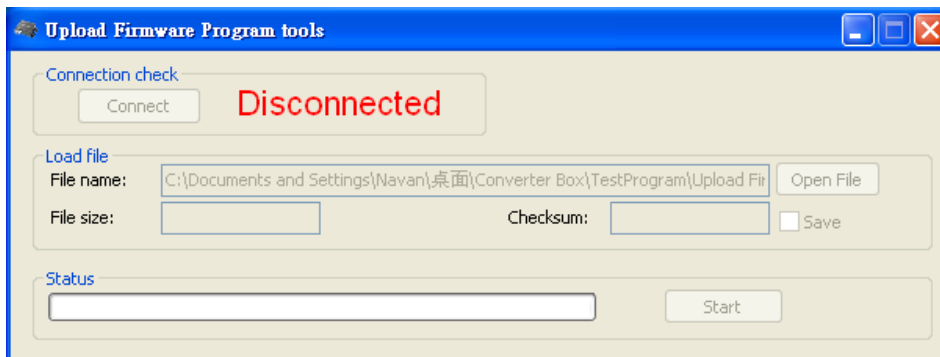 Upload Firmware Program tools
Connection check
Connect
Disconnected
Load file
File name:
C:\Documents and Settings\Navan\桌面\Converter Box\TestProgram\Upload Fir
Open File
File size:
Checksum:
Save
Status
Start